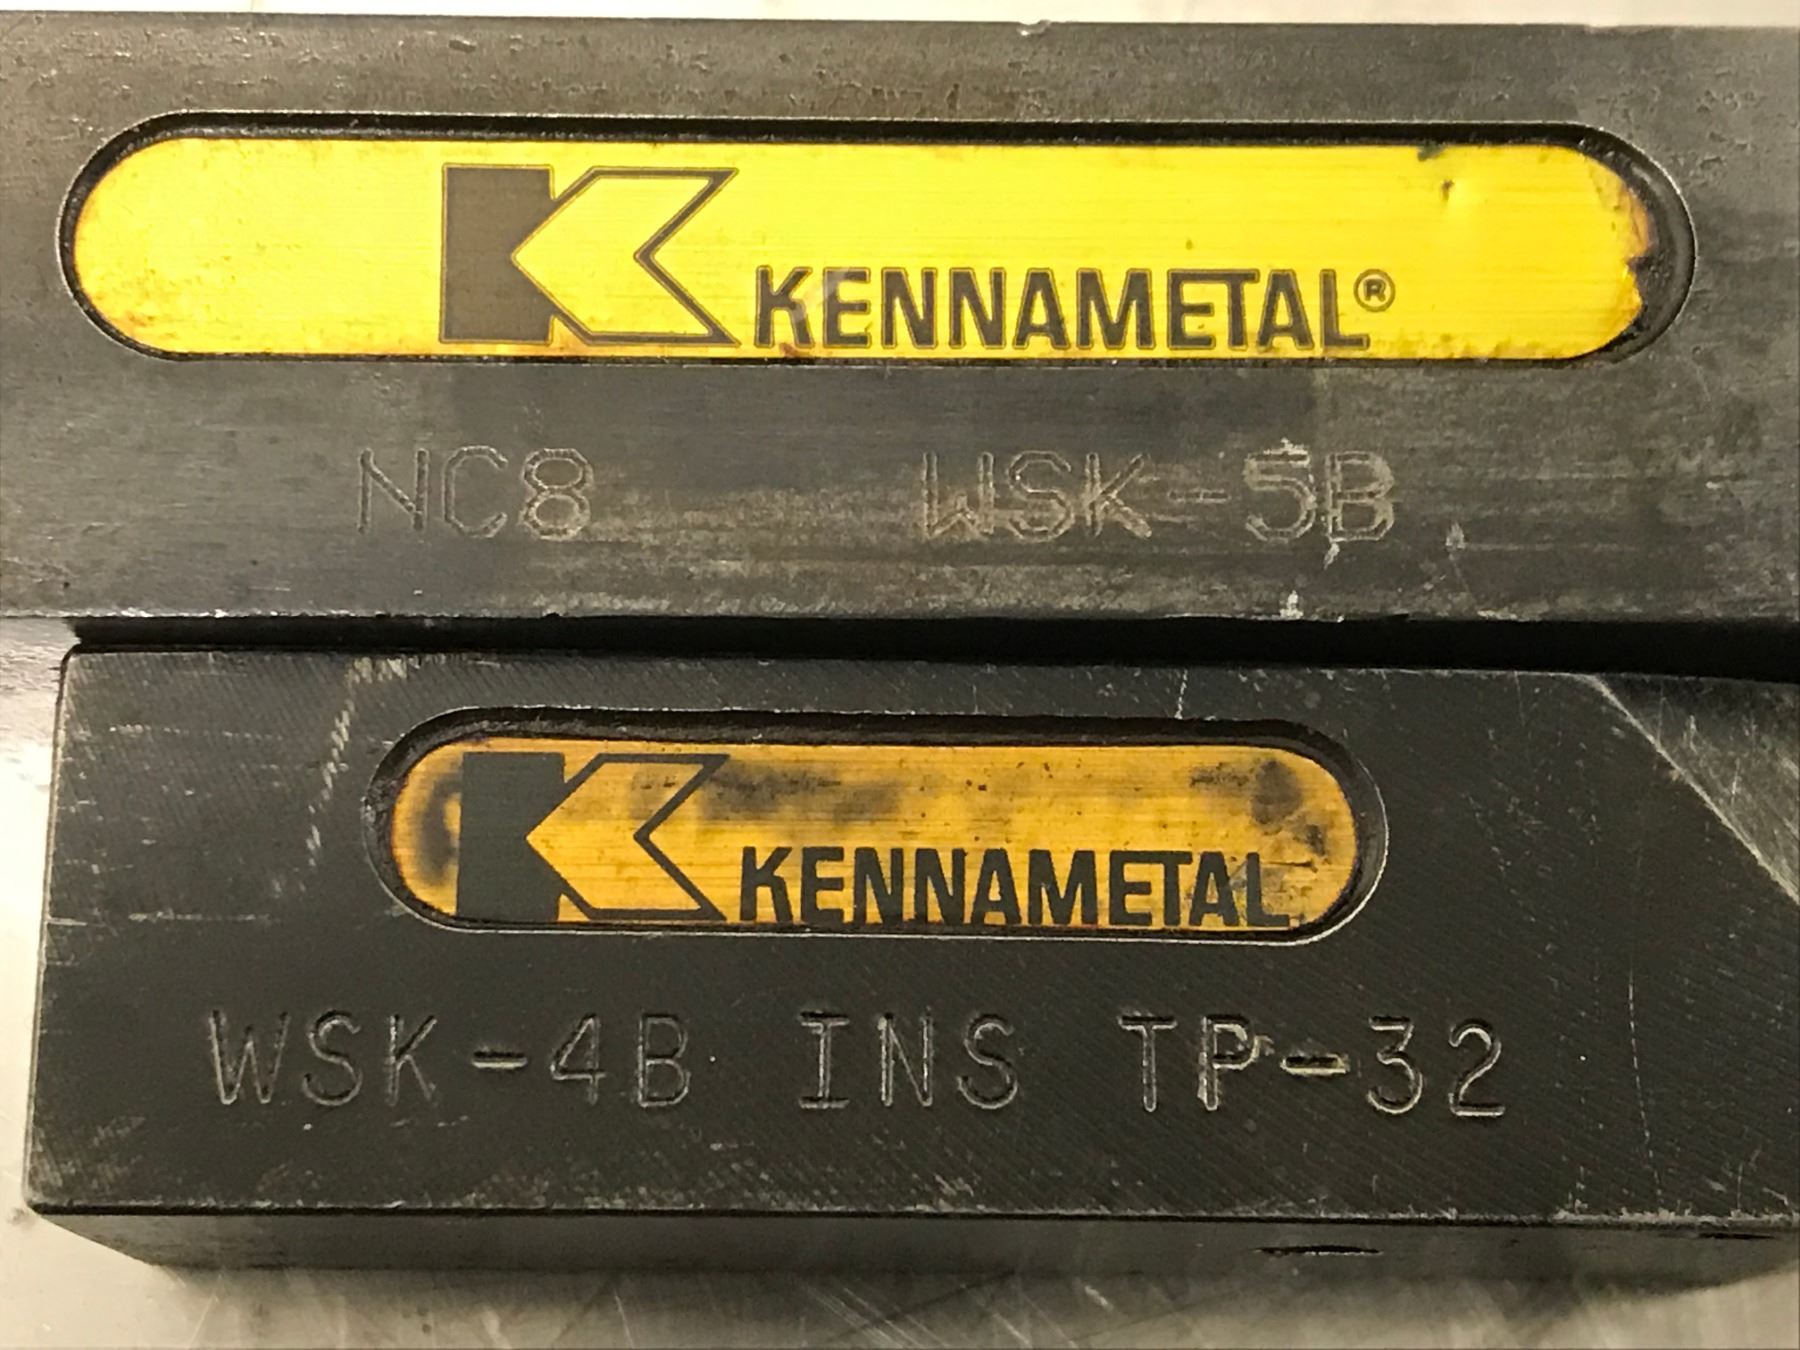 KENNAMETAL®
NC8 WSK-5B
KENNAMETAL
WSK-4B INS TP-32